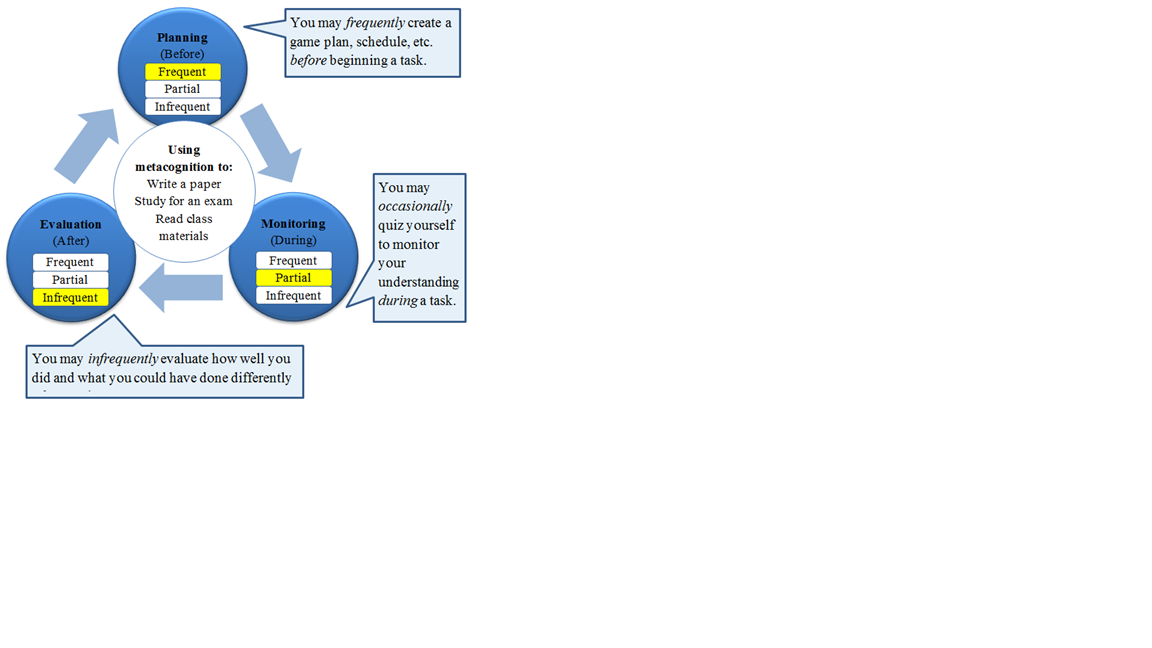 Planning
(Before)
Frequent
Partial
Infrequent
You may frequently create a
game plan, schedule, etc.
before beginning a task.
Using
metacognition to:
Write a paper
Study for an exam
Read class
materials
Monitoring
(During)
Frequent
Partial
Infrequent
You may
occasionally
quiz yourself
to monitor
your
understanding
during a task.
Evaluation
(After)
Frequent
Partial
Infrequent
You may infrequently evaluate how well you
did and what you could have done differently